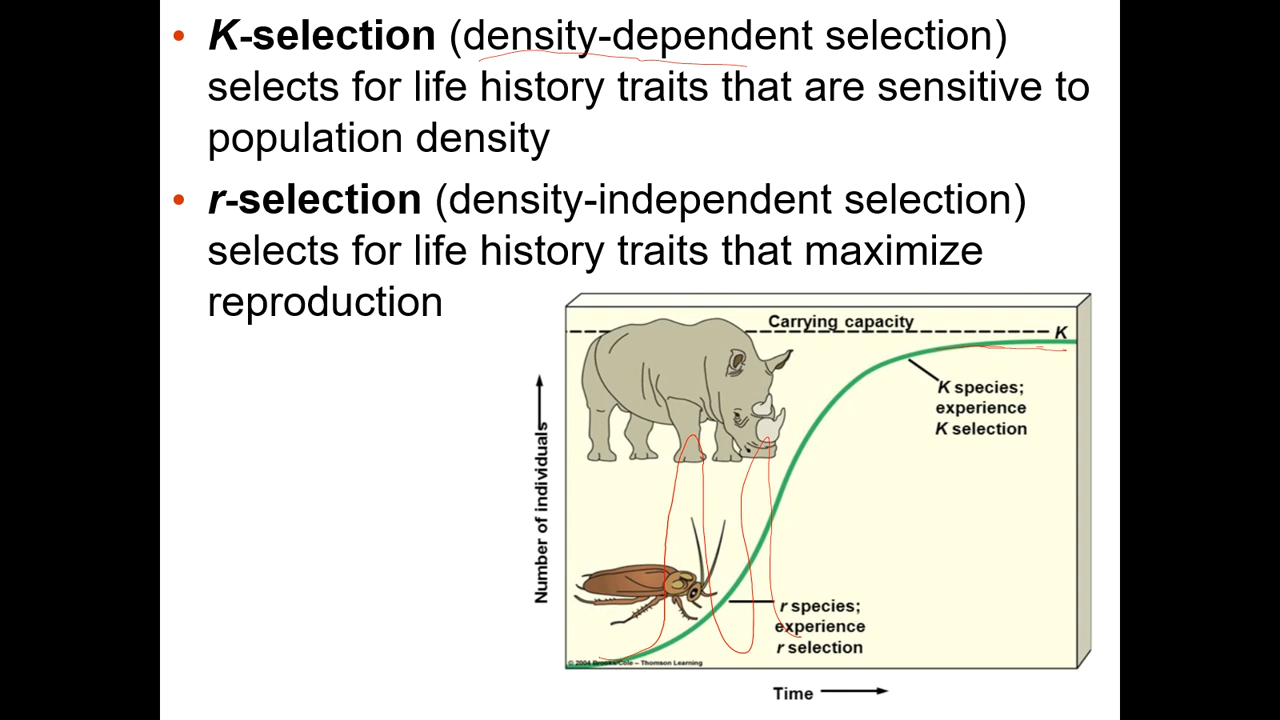 • K-selection (density-dependent selection)
selects for life history traits that are sensitive to
population density
• r-selection (density-independent selection)
selects for life history traits that maximize
reproduction
Carrying capacity
K
K species;
experience
K selection
Number of individuals
r species;
experience
r selection
© 2004 Brooks/Cole – Thomson Learning
Time